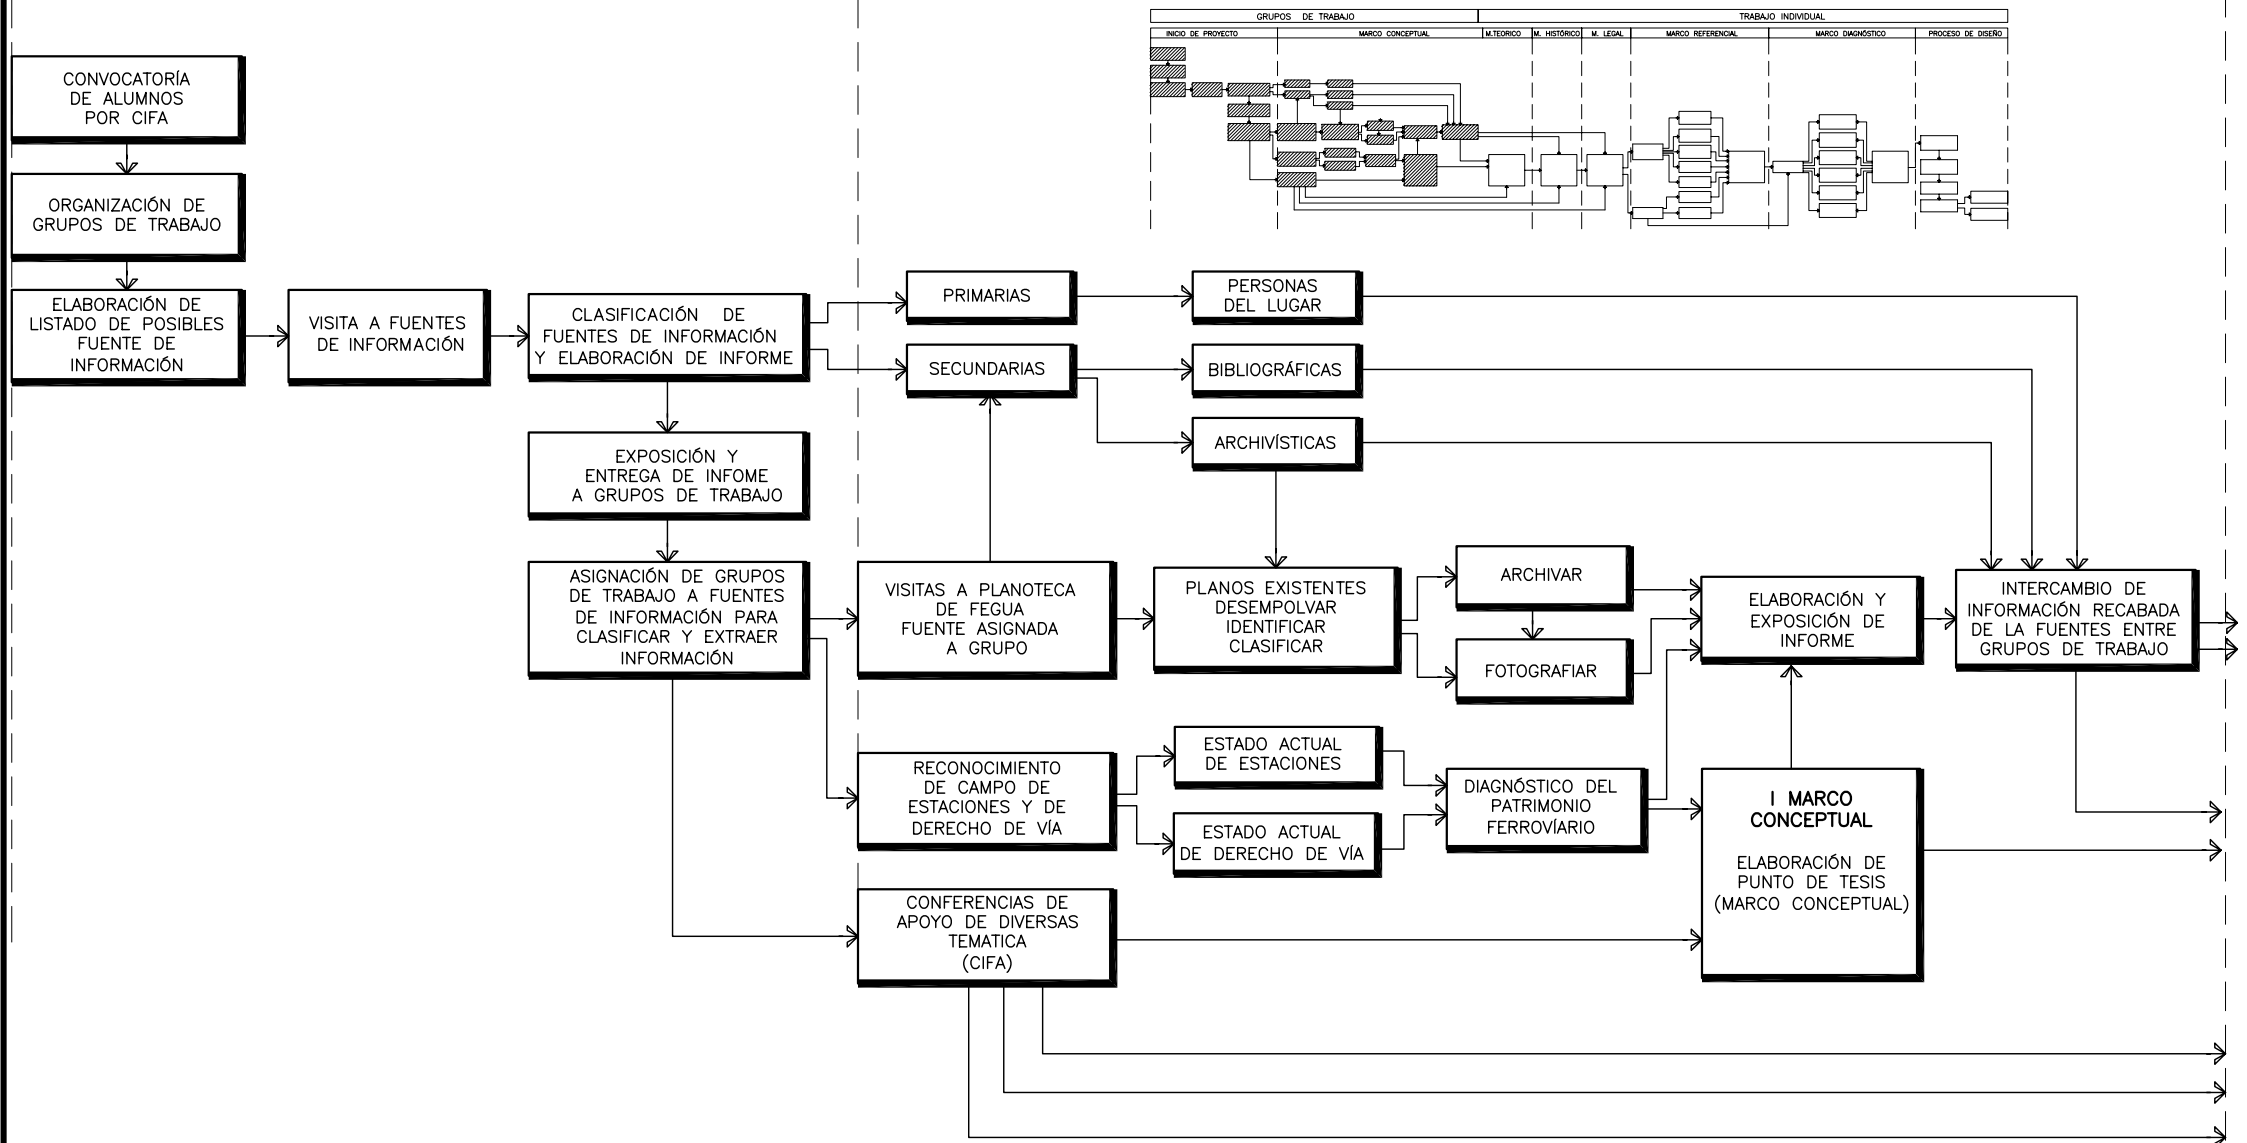 GRUPOS DE TRABAJO
TRABAJO INDIVIDUAL
INICIO DE PROYECTO
MARCO CONCEPTUAL
M.TEORICO
M. HISTÓRICO
M. LEGAL
MARCO REFERENCIAL
MARCO DIAGNÓSTICO
PROCESO DE DISEÑO
CONVOCATORÍA
DE ALUMNOS
POR CIFA
ORGANIZACIÓN DE
GRUPOS DE TRABAJO
ELABORACIÓN DE
LISTADO DE POSIBLES
FUENTE DE
INFORMACIÓN
VISITA A FUENTES
DE INFORMACIÓN
CLASIFICACIÓN DE
FUENTES DE INFORMACIÓN
Y ELABORACIÓN DE INFORME
PRIMARIAS
PERSONAS
DEL LUGAR
SECUNDARIAS
BIBLIOGRÁFICAS
ARCHIVÍSTICAS
EXPOSICIÓN Y
ENTREGA DE INFOME
A GRUPOS DE TRABAJO
ASIGNACIÓN DE GRUPOS
DE TRABAJO A FUENTES
DE INFORMACIÓN PARA
CLASIFICAR Y EXTRAER
INFORMACIÓN
VISITAS A PLANOTECA
DE FEGUA
FUENTE ASIGNADA
A GRUPO
PLANOS EXISTENTES
DESEMPOLVAR
IDENTIFICAR
CLASIFICAR
ARCHIVAR
FOTOGRAFIAR
ELABORACIÓN Y
EXPOSICIÓN DE
INFORME
INTERCAMBIO DE
INFORMACIÓN RECABADA
DE LA FUENTES ENTRE
GRUPOS DE TRABAJO
RECONOCIMIENTO
DE CAMPO DE
ESTACIONES Y DE
DERECHO DE VÍA
ESTADO ACTUAL
DE ESTACIONES
ESTADO ACTUAL
DE DERECHO DE VÍA
DIAGNÓSTICO DEL
PATRIMONIO
FERROVÍARIO
I MARCO
CONCEPTUAL
ELABORACIÓN DE
PUNTO DE TESIS
(MARCO CONCEPTUAL)
CONFERENCIAS DE
APOYO DE DIVERSAS
TEMATICA
(CIFA)